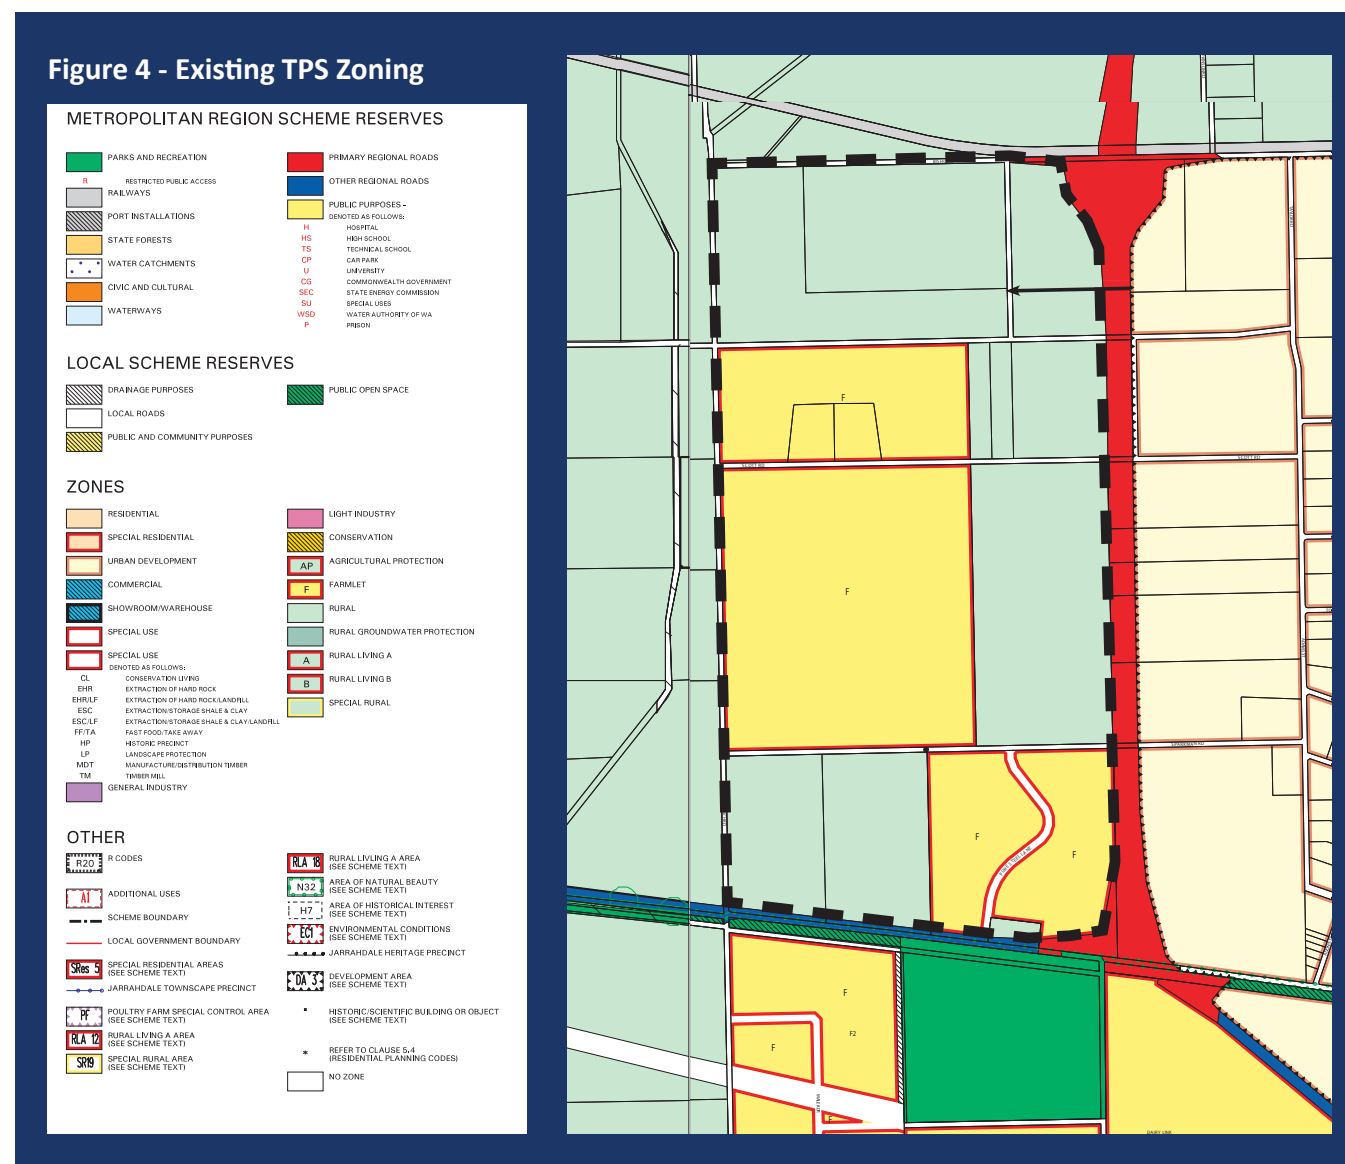 Figure 4 - Existing TPS Zoning
METROPOLITAN REGION SCHEME RESERVES
PARKS AND RECREATION
R RESTRICTED PUBLIC ACCESS
RAILWAYS
PORT INSTALLATIONS
STATE FORESTS
WATER CATCHMENTS
CIVIC AND CULTURAL
WATERWAYS
PRIMARY REGIONAL ROADS
OTHER REGIONAL ROADS
PUBLIC PURPOSES -
DENOTED AS FOLLOWS:
H HOSPITAL
HS HIGH SCHOOL
TS TECHNICAL SCHOOL
CP CAR PARK
U UNIVERSITY
CG COMMONWEALTH GOVERNMENT
SEC STATE ENERGY COMMISSION
SU SPECIAL USES
WSD WATER AUTHORITY OF WA
P PRISON
LOCAL SCHEME RESERVES
DRAINAGE PURPOSES
LOCAL ROADS
PUBLIC AND COMMUNITY PURPOSES
PUBLIC OPEN SPACE
ZONES
RESIDENTIAL
SPECIAL RESIDENTIAL
URBAN DEVELOPMENT
COMMERCIAL
SHOWROOM/WAREHOUSE
SPECIAL USE
SPECIAL USE
DENOTED AS FOLLOWS:
CL CONSERVATION LIVING
EHR EXTRACTION OF HARD ROCK
EHR/LF EXTRACTION OF HARD ROCK/LANDFILL
ESC EXTRACTION/STORAGE SHALE & CLAY
ESC/LF EXTRACTION/STORAGE SHALE & CLAY/LANDFILL
FF/TA FAST FOOD/TAKE AWAY
HP HISTORIC PRECINCT
LP LANDSCAPE PROTECTION
MDT MANUFACTURE/DISTRIBUTION TIMBER
TM TIMBER MILL
GENERAL INDUSTRY
LIGHT INDUSTRY
CONSERVATION
AP AGRICULTURAL PROTECTION
F FARMLET
RURAL
RURAL GROUNDWATER PROTECTION
A RURAL LIVING A
B RURAL LIVING B
SPECIAL RURAL
OTHER
R20 R CODES
A1 ADDITIONAL USES
SCHEME BOUNDARY
LOCAL GOVERNMENT BOUNDARY
SRes 5 SPECIAL RESIDENTIAL AREAS
(SEE SCHEME TEXT)
JARRAHDALE TOWNSCAPE PRECINCT
PF POULTRY FARM SPECIAL CONTROL AREA
(SEE SCHEME TEXT)
RLA 12 RURAL LIVING A AREA
(SEE SCHEME TEXT)
SR19 SPECIAL RURAL AREA
(SEE SCHEME TEXT)
RLA 18 RURAL LIVLING A AREA
(SEE SCHEME TEXT)
N32 AREA OF NATURAL BEAUTY
(SEE SCHEME TEXT)
H7 AREA OF HISTORICAL INTEREST
(SEE SCHEME TEXT)
EC1 ENVIRONMENTAL CONDITIONS
(SEE SCHEME TEXT)
JARRAHDALE HERITAGE PRECINCT
DA 3 DEVELOPMENT AREA
(SEE SCHEME TEXT)
HISTORIC/SCIENTIFIC BUILDING OR OBJECT
(SEE SCHEME TEXT)
* REFER TO CLAUSE 5.4
(RESIDENTIAL PLANNING CODES)
NO ZONE
F
SCOTT RD
SCOTT RD
F
F
F
F
F2
F
F
WALKER
DAIRY LINK